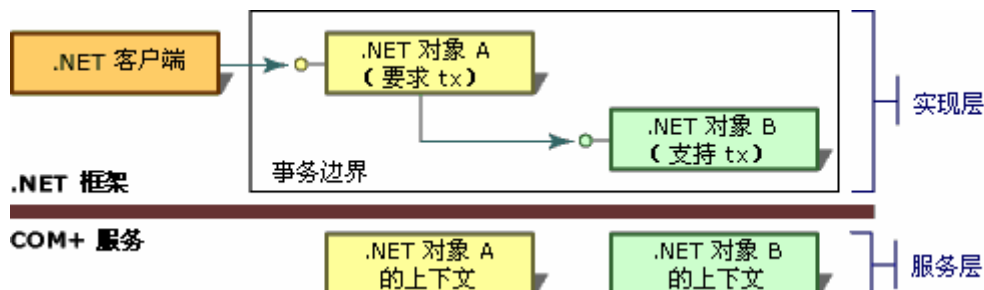 .NET 客户端
.NET 对象 A
（要求 tx）
.NET 对象 B
（支持 tx）
实现层
事务边界
.NET 框架
COM+ 服务
.NET 对象 A
的上下文
.NET 对象 B
的上下文
服务层